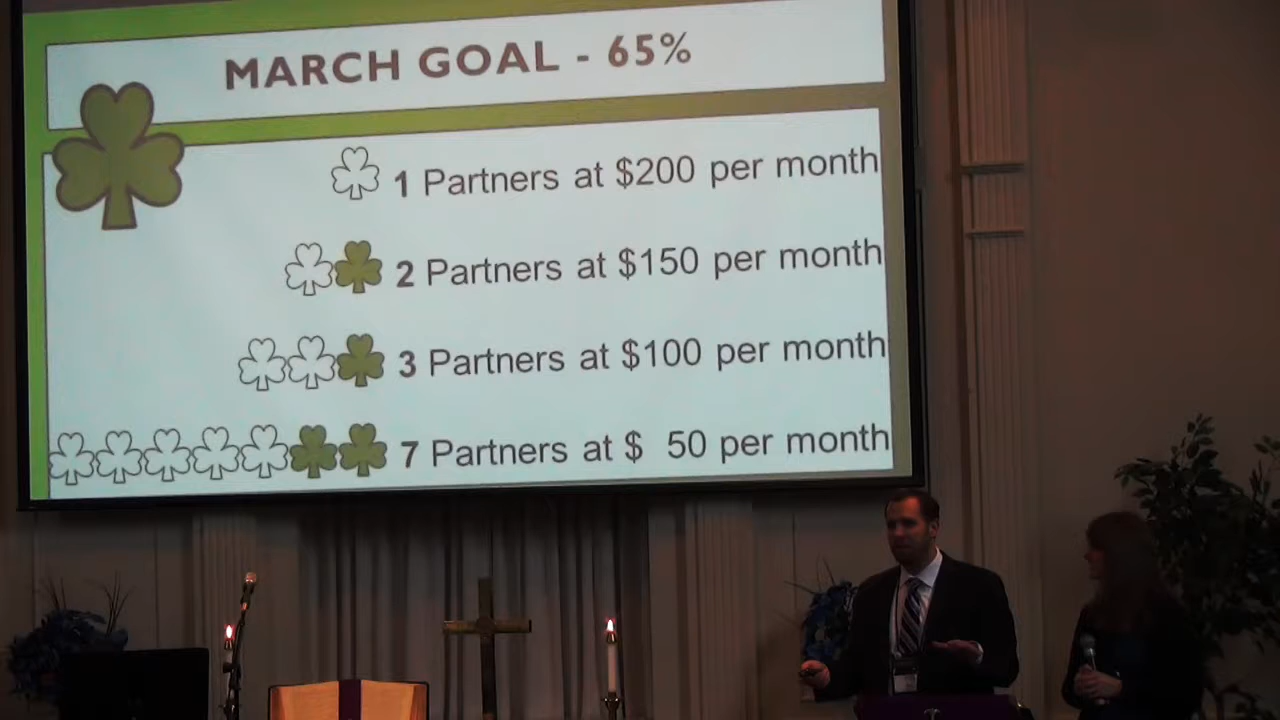 MARCH GOAL - 65%
1 Partners at $200 per month
2 Partners at $150 per month
3 Partners at $100 per month
7 Partners at $ 50 per month